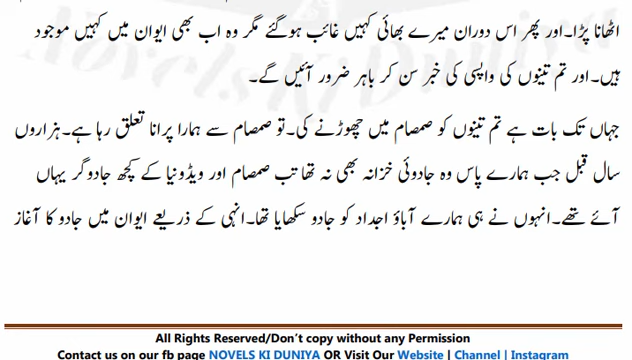 اٹھانا پڑا۔اور پھر اس دوران میرے بھائی کہیں غائب ہوگئے مگر وہ اب بھی ایوان میں کہیں موجود
ہیں۔اور تم تینوں کی واپسی کی خبر سن کر باہر ضرور آئیں گے۔
جہاں تک بات ہے تم تینوں کو صمصام میں چھوڑنے کی۔تو صمصام سے ہمارا پرانا تعلق رہا ہے۔ہزاروں
سال قبل جب ہمارے پاس وہ جادوئی خزانہ بھی نہ تھا تب صمصام اور ویڈونیا کے کچھ جادوگر یہاں
آئے تھے۔انہوں نے ہی ہمارے آباؤ اجداد کو جادو سکھایا تھا۔انہی کے ذریعے ایوان میں جادو کا آغاز
All Rights Reserved/Don't copy without any Permission
Contact us on our fb page NOVELS KI DUNIYA OR Visit Our Website | Channel | Instagram